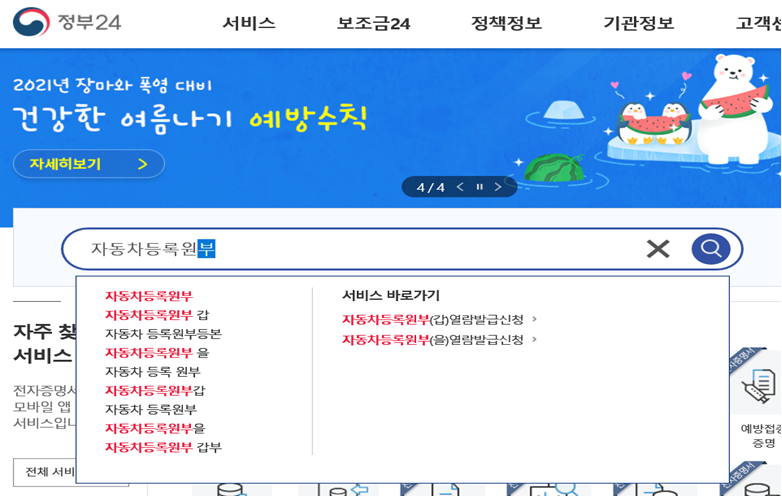 정부24
서비스 보조금24 정책정보 기관정보 고객센
2021년 장마와 폭염 대비
건강한 여름나기 예방수칙
자세히보기 >
4 / 4
자동차등록원부
자동차등록원부
자동차등록원부 갑
자동차 등록원부등본
자동차등록원부 을
자동차 등록 원부
자동차등록원부갑
자동차 등록원부
자동차등록원부을
자동차등록원부 갑부
서비스 바로가기
자동차등록원부(갑)열람발급신청 >
자동차등록원부(을)열람발급신청 >
자주 찾
서비스
전자증명서
모바일 앱
서비스입니
전체 서비
예방접종
증명